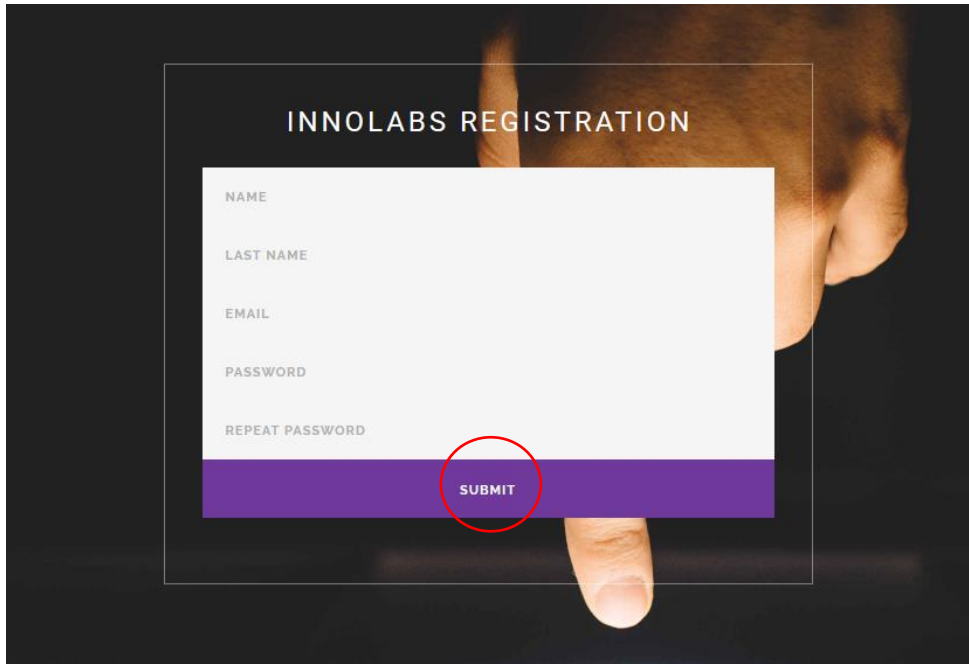 INNOLABS REGISTRATION
NAME
LAST NAME
EMAIL
PASSWORD
REPEAT PASSWORD
SUBMIT